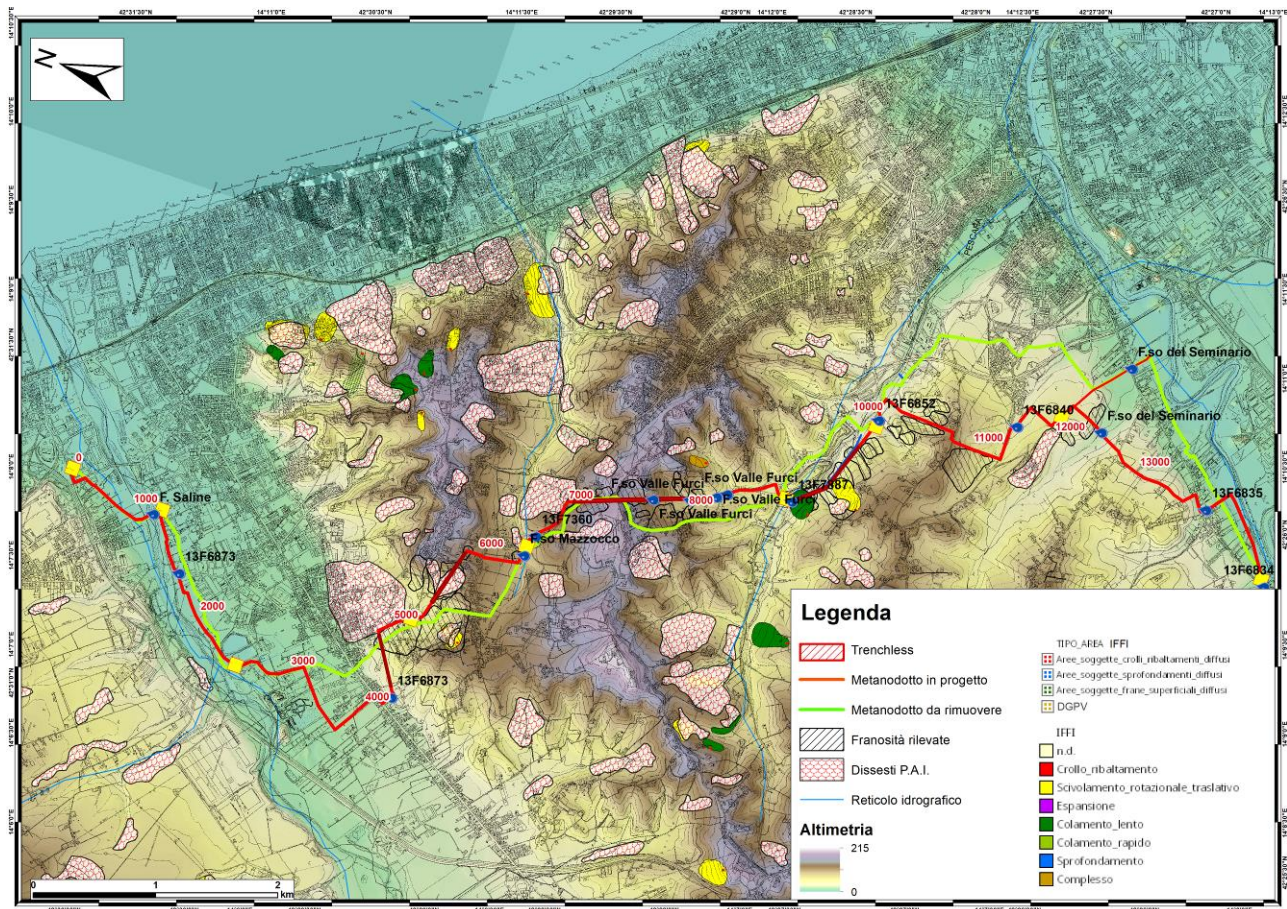 42°31'30"N
14°11'0"E
42°30'30"N
14°11'30"E
42°29'30"N
42°29'0"N
14°12'0"E
42°28'30"N
42°28'0"N
14°12'30"E
42°27'30"N
42°27'0"N
N
PESCARA
F.so del Seminario
0
10000
13F6852
13F6840
11000
12000
F.so del Seminario
13000
1000
F. Saline
F.so Valle Furci
F.so Valle Furci
7000
8000
13F7387
F.so Valle Furci
F.so Valle Furci
13F6835
13F7360
6000
F.so Mazzocco
13F6873
13F6834
2000
5000
3000
13F6873
4000
Legenda
Trenchless
Metanodotto in progetto
Metanodotto da rimuovere
Franosità rilevate
Dissesti P.A.I.
Reticolo idrografico
Altimetria
215
0
TIPO_AREA IFFI
Aree_soggette_crolli_ribaltamenti_diffusi
Aree_soggette_sprofondamenti_diffusi
Aree_soggette_frane_superficiali_diffusi
DGPV
IFFI
n.d.
Crollo_ribaltamento
Scivolamento_rotazionale_traslativo
Espansione
Colamento_lento
Colamento_rapido
Sprofondamento
Complesso
0 1 2
km